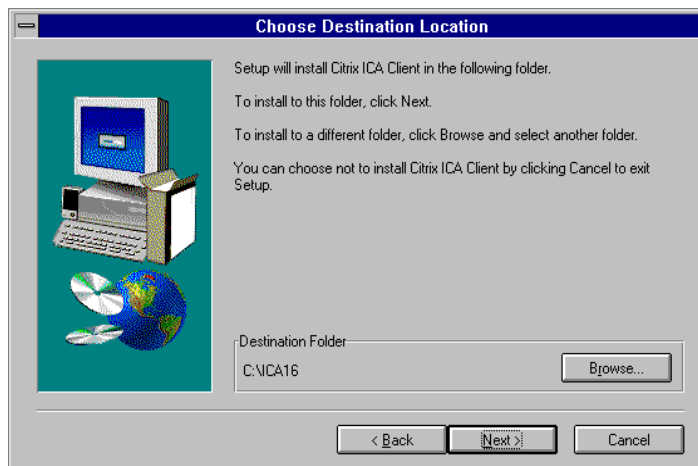 Choose Destination Location
Setup will install Citrix ICA Client in the following folder.
To install to this folder, click Next.
To install to a different folder, click Browse and select another folder.
You can choose not to install Citrix ICA Client by clicking Cancel to exit
Setup.
Destination Folder
C:\ICA16
Browse...
< Back
Next >
Cancel